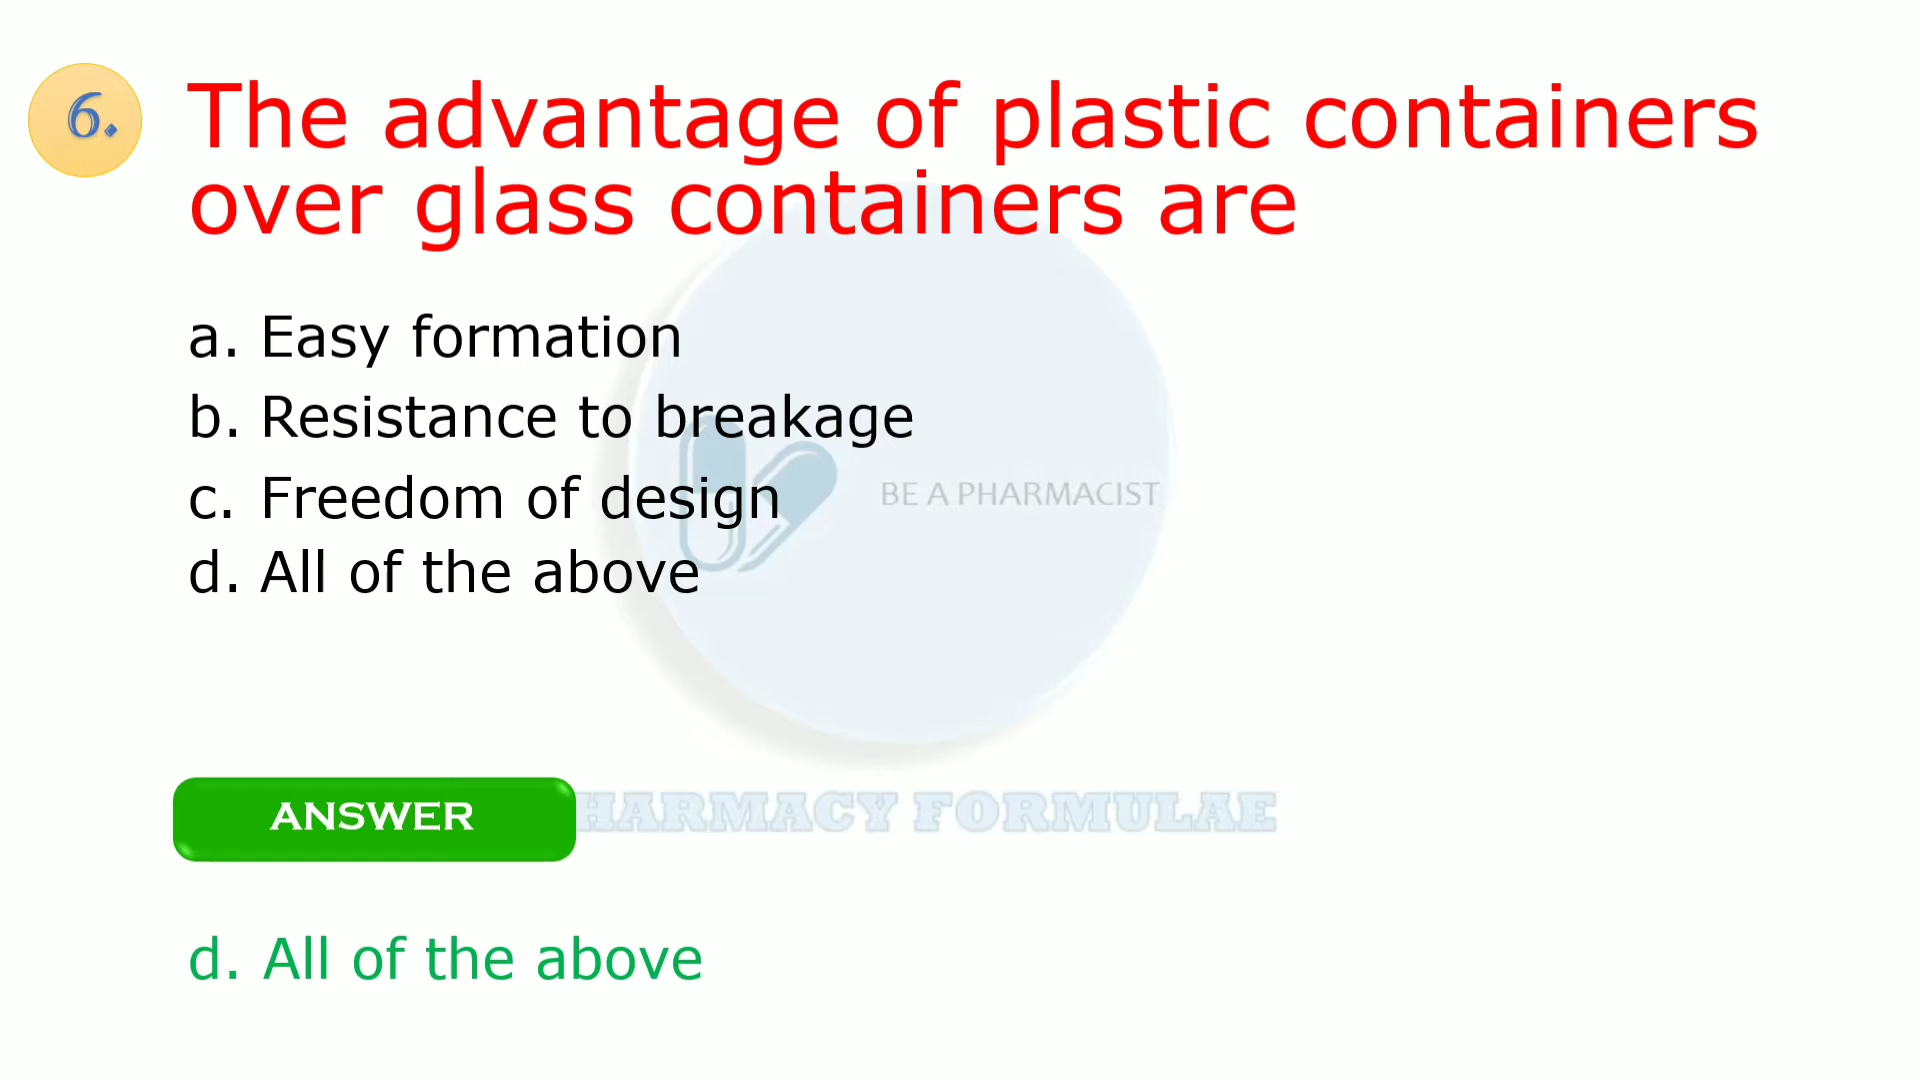 6.
The advantage of plastic containers
over glass containers are
a. Easy formation
b. Resistance to breakage
c. Freedom of design
d. All of the above
BE A PHARMACIST
ANSWER
HARMACY FORMULAE
d. All of the above